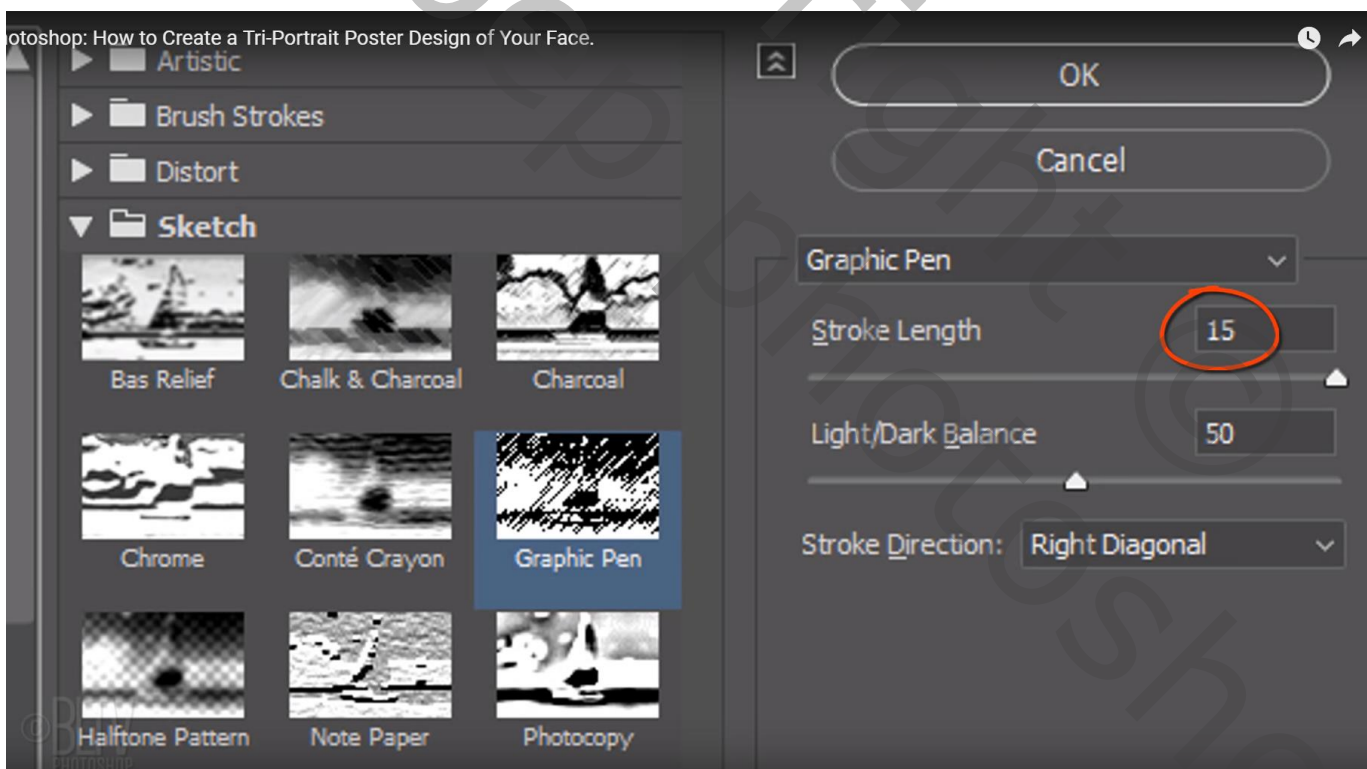 otoshop: How to Create a Tri-Portrait Poster Design of Your Face.
Artistic
Brush Strokes
Distort
Sketch
Bas Relief
Chalk & Charcoal
Charcoal
Chrome
Conté Crayon
Graphic Pen
Halftone Pattern
Note Paper
Photocopy
OK
Cancel
Graphic Pen
Stroke Length 15
Light/Dark Balance 50
Stroke Direction: Right Diagonal
©
PHOTOSHOP
photosho